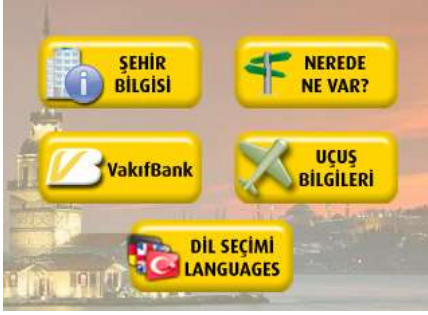 ŞEHİR
BİLGİSİ
NEREDE
NE VAR?
VakıfBank
UÇUŞ
BİLGİLERİ
DİL SEÇİMİ
LANGUAGES